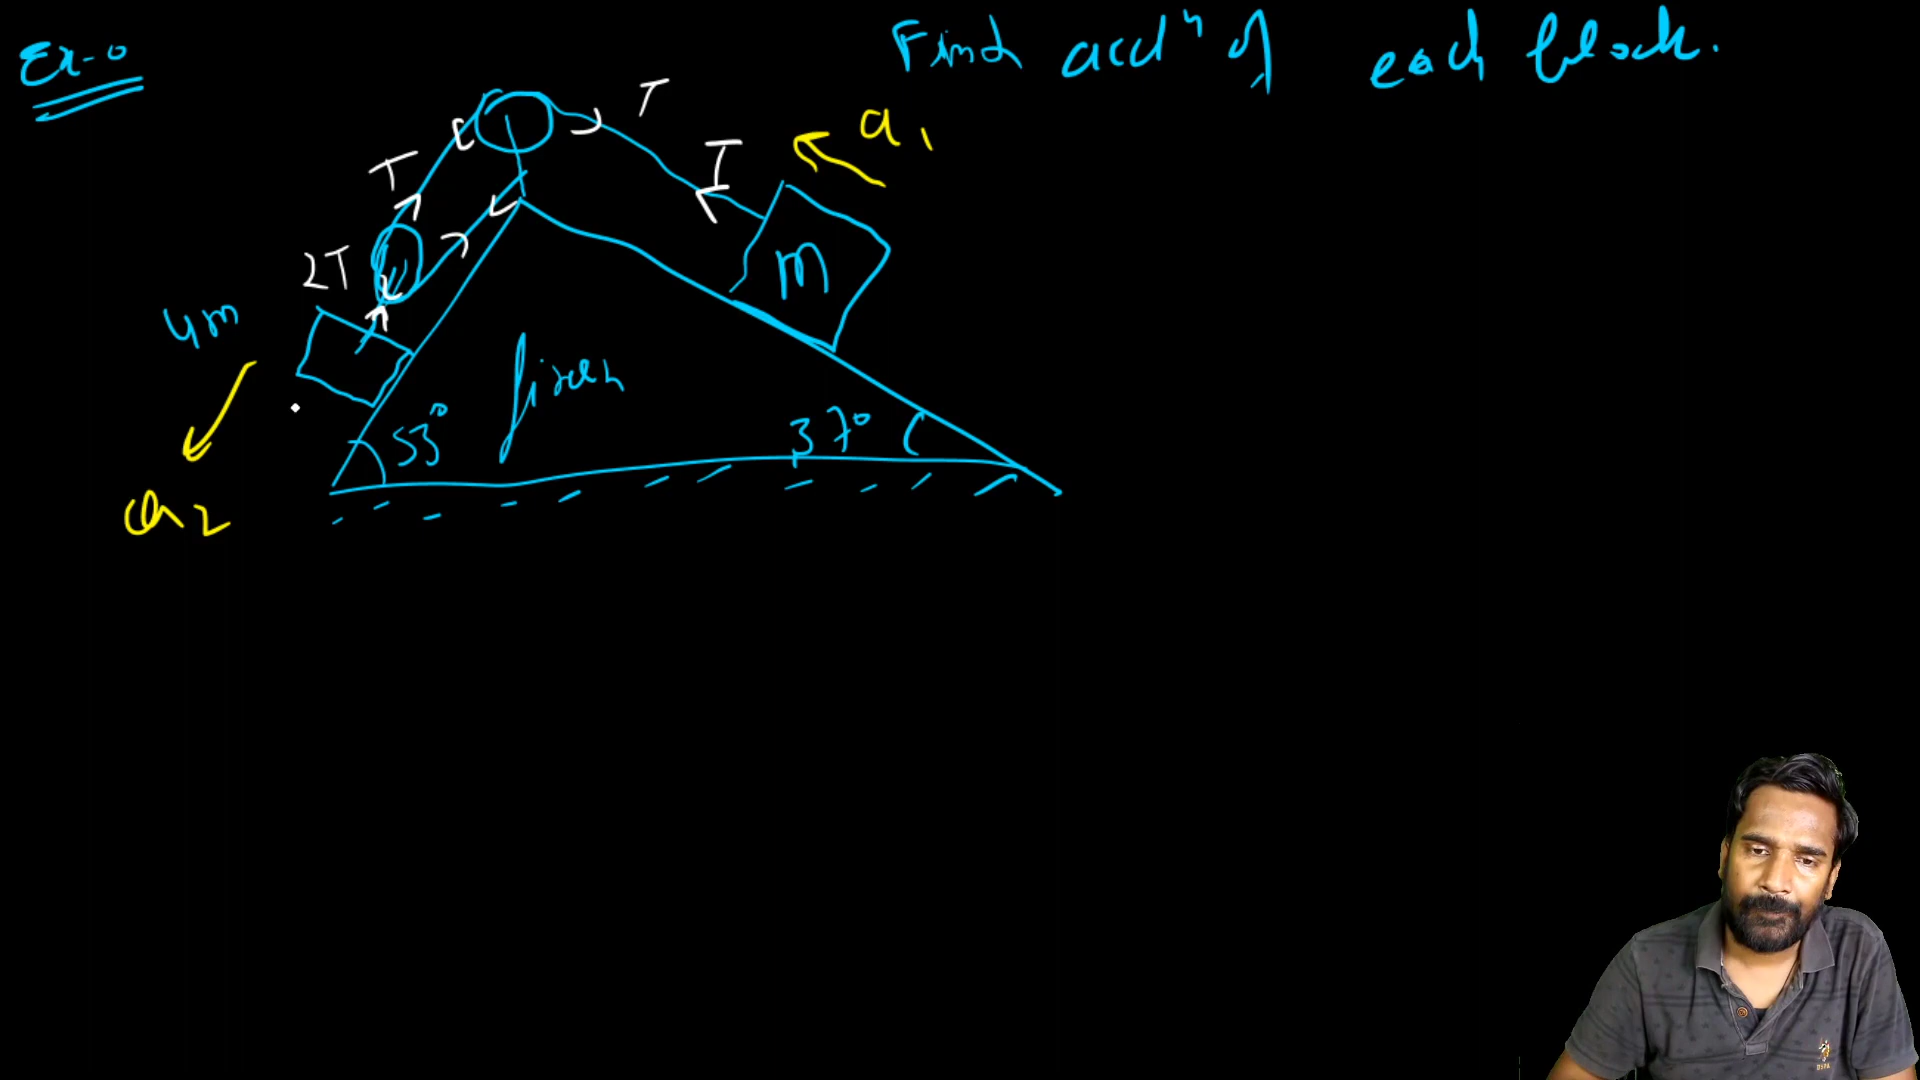 Ex-0
Find accⁿ of each block.
T
a₁
T
T
m
2T
4m
fixed
53°
37°
a₂